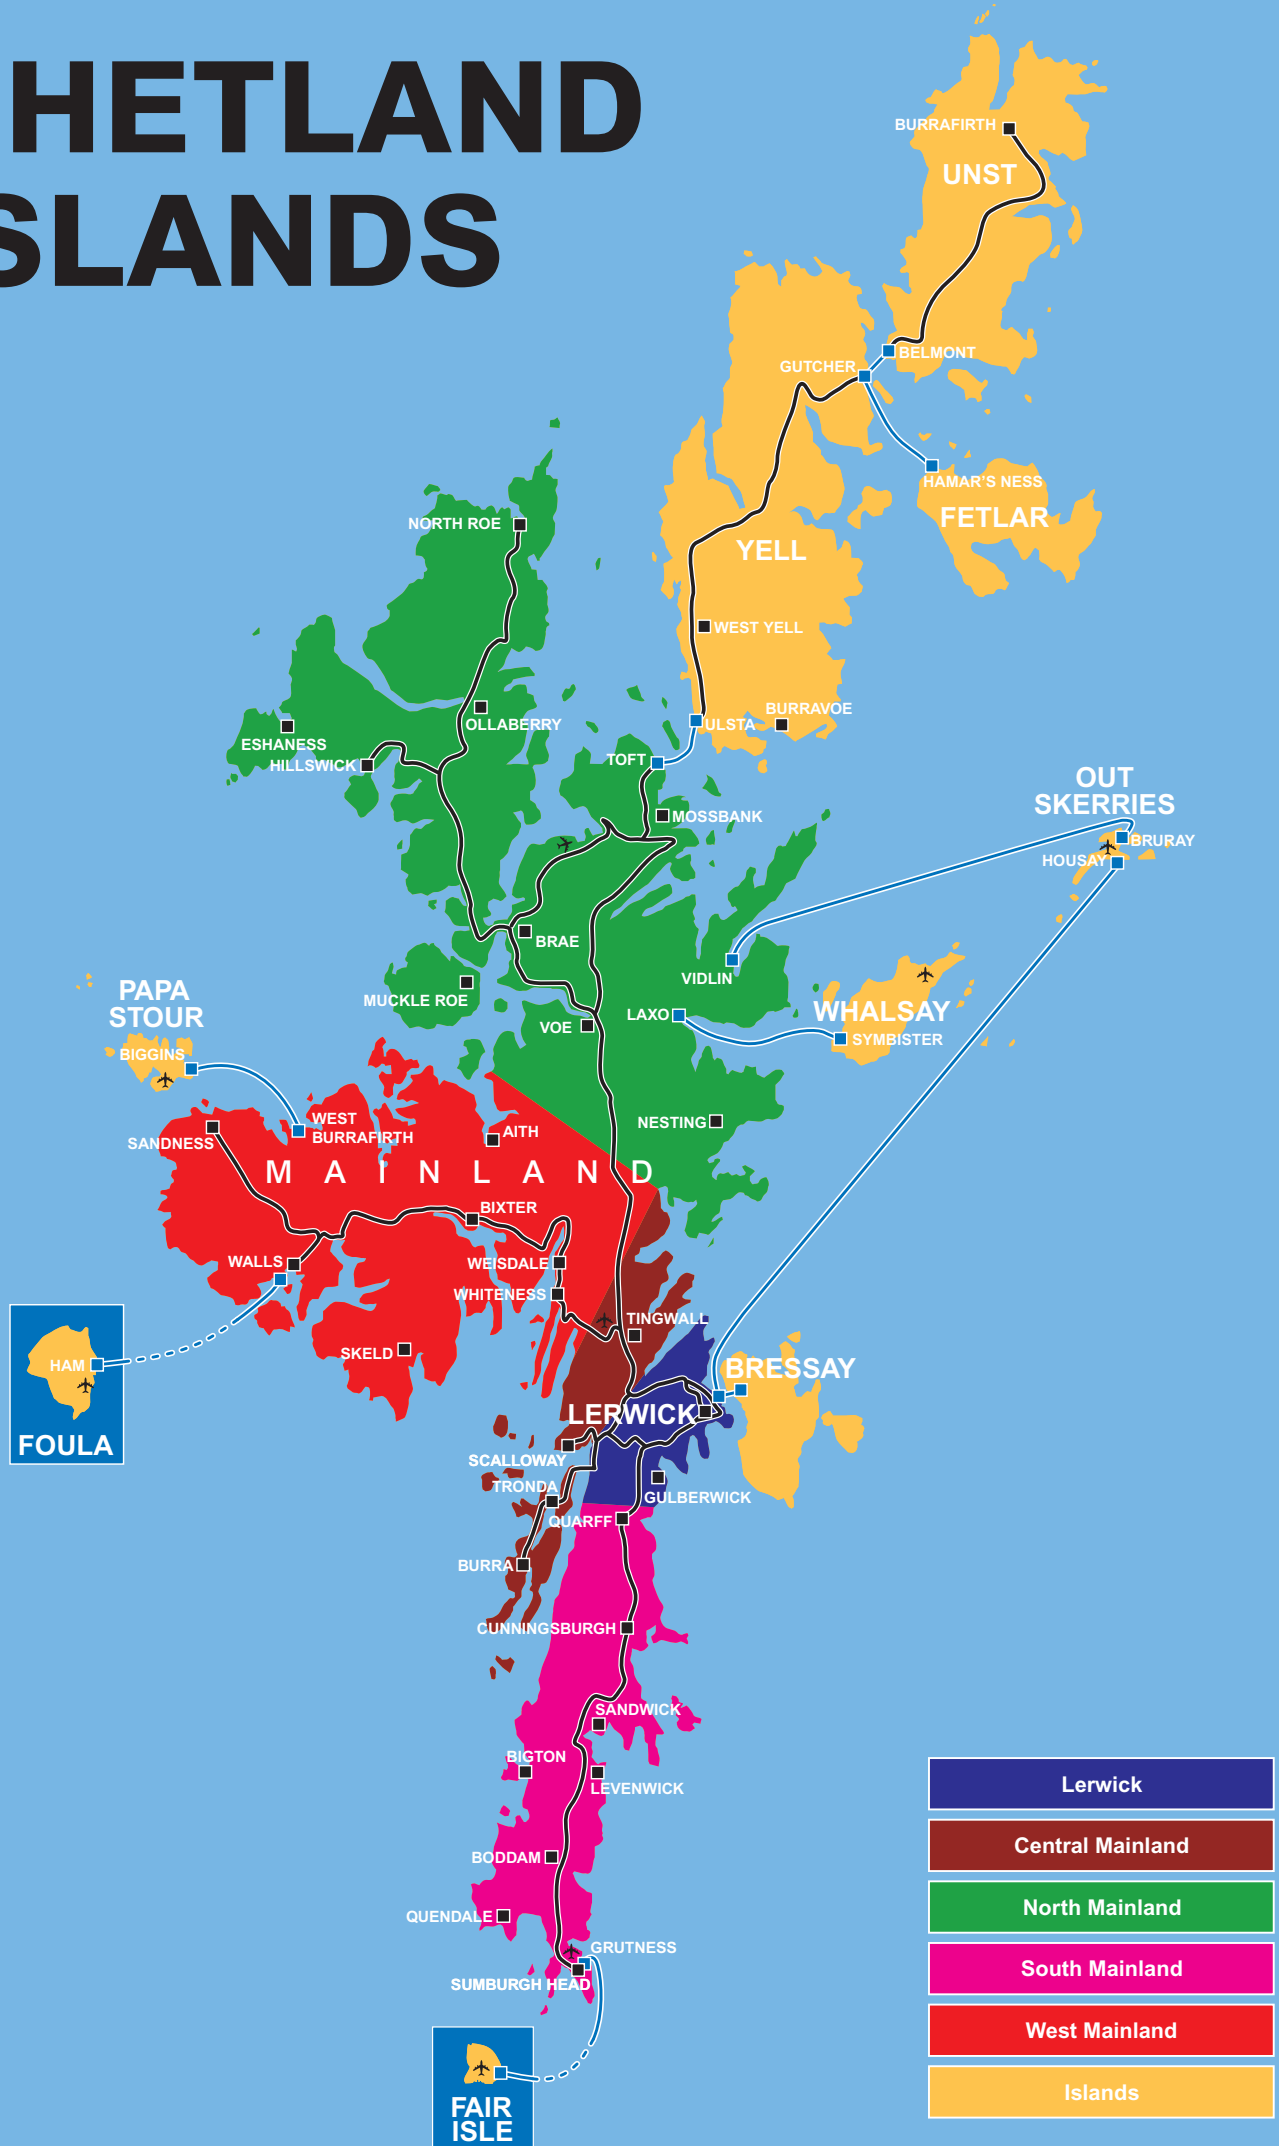 HETLAND
SLANDS
BURRAFIRTH
UNST
BELMONT
GUTCHER
HAMAR'S NESS
FETLAR
NORTH ROE
YELL
WEST YELL
BURRAVOE
ULSTA
OLLABERRY
ESHANESS
HILLSWICK
TOFT
MOSSBANK
OUT
SKERRIES
BRURAY
HOUSAY
BRAE
VIDLIN
MUCKLE ROE
PAPA
STOUR
LAXO
WHALSAY
VOE
SYMBISTER
BIGGINS
WEST
BURRAFIRTH
NESTING
SANDNESS
AITH
MAINLAND
BIXTER
WALLS
WEISDALE
WHITENESS
TINGWALL
SKELD
HAM
BRESSAY
LERWICK
FOULA
SCALLOWAY
TRONDA
GULBERWICK
QUARFF
BURRA
CUNNINGSBURGH
SANDWICK
BIGTON
LEVENWICK
BODDAM
QUENDALE
GRUTNESS
SUMBURGH HEAD
FAIR
ISLE
Lerwick
Central Mainland
North Mainland
South Mainland
West Mainland
Islands